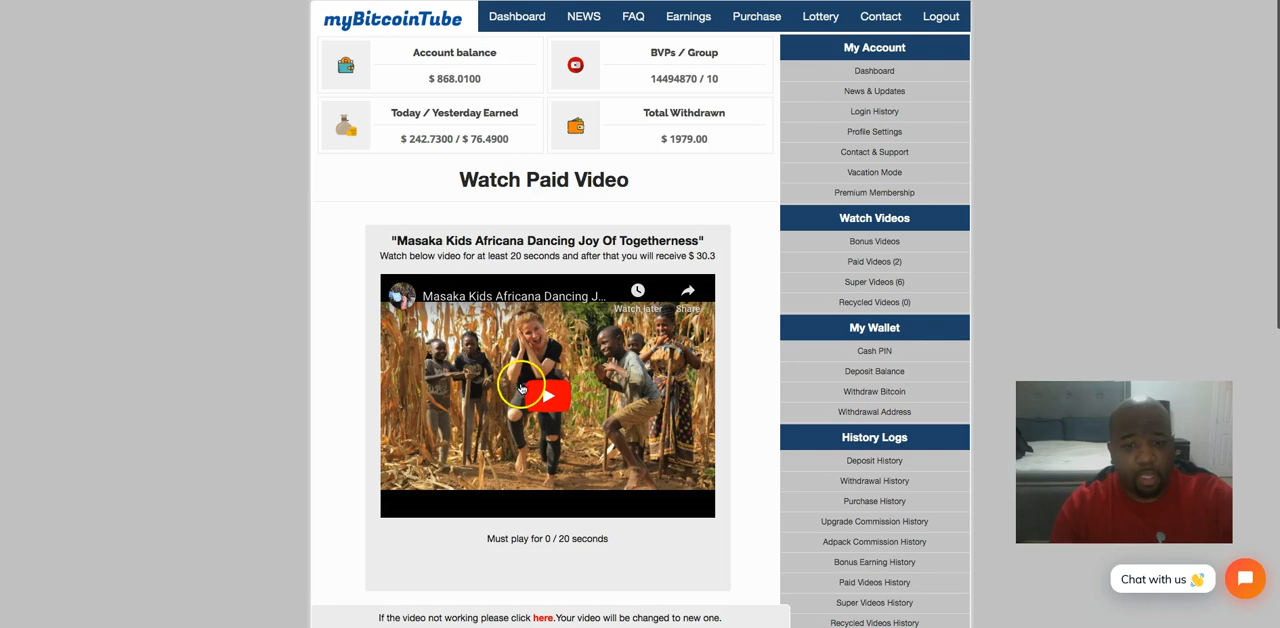 myBitcoinTube
Dashboard NEWS FAQ Earnings Purchase Lottery Contact Logout
Account balance
$ 868.0100
BVPs / Group
14494870 / 10
Today / Yesterday Earned
$ 242.7300 / $ 76.4900
Total Withdrawn
$ 1979.00
Watch Paid Video
"Masaka Kids Africana Dancing Joy Of Togetherness"
Watch below video for at least 20 seconds and after that you will receive $ 30.3
Masaka Kids Africana Dancing J...
Watch later Share
Must play for 0 / 20 seconds
If the video not working please click here.Your video will be changed to new one.
My Account
Dashboard
News & Updates
Login History
Profile Settings
Contact & Support
Vacation Mode
Premium Membership
Watch Videos
Bonus Videos
Paid Videos (2)
Super Videos (6)
Recycled Videos (0)
My Wallet
Cash PIN
Deposit Balance
Withdraw Bitcoin
Withdrawal Address
History Logs
Deposit History
Withdrawal History
Purchase History
Upgrade Commission History
Adpack Commission History
Bonus Earning History
Paid Videos History
Super Videos History
Recycled Videos History
Chat with us 👋